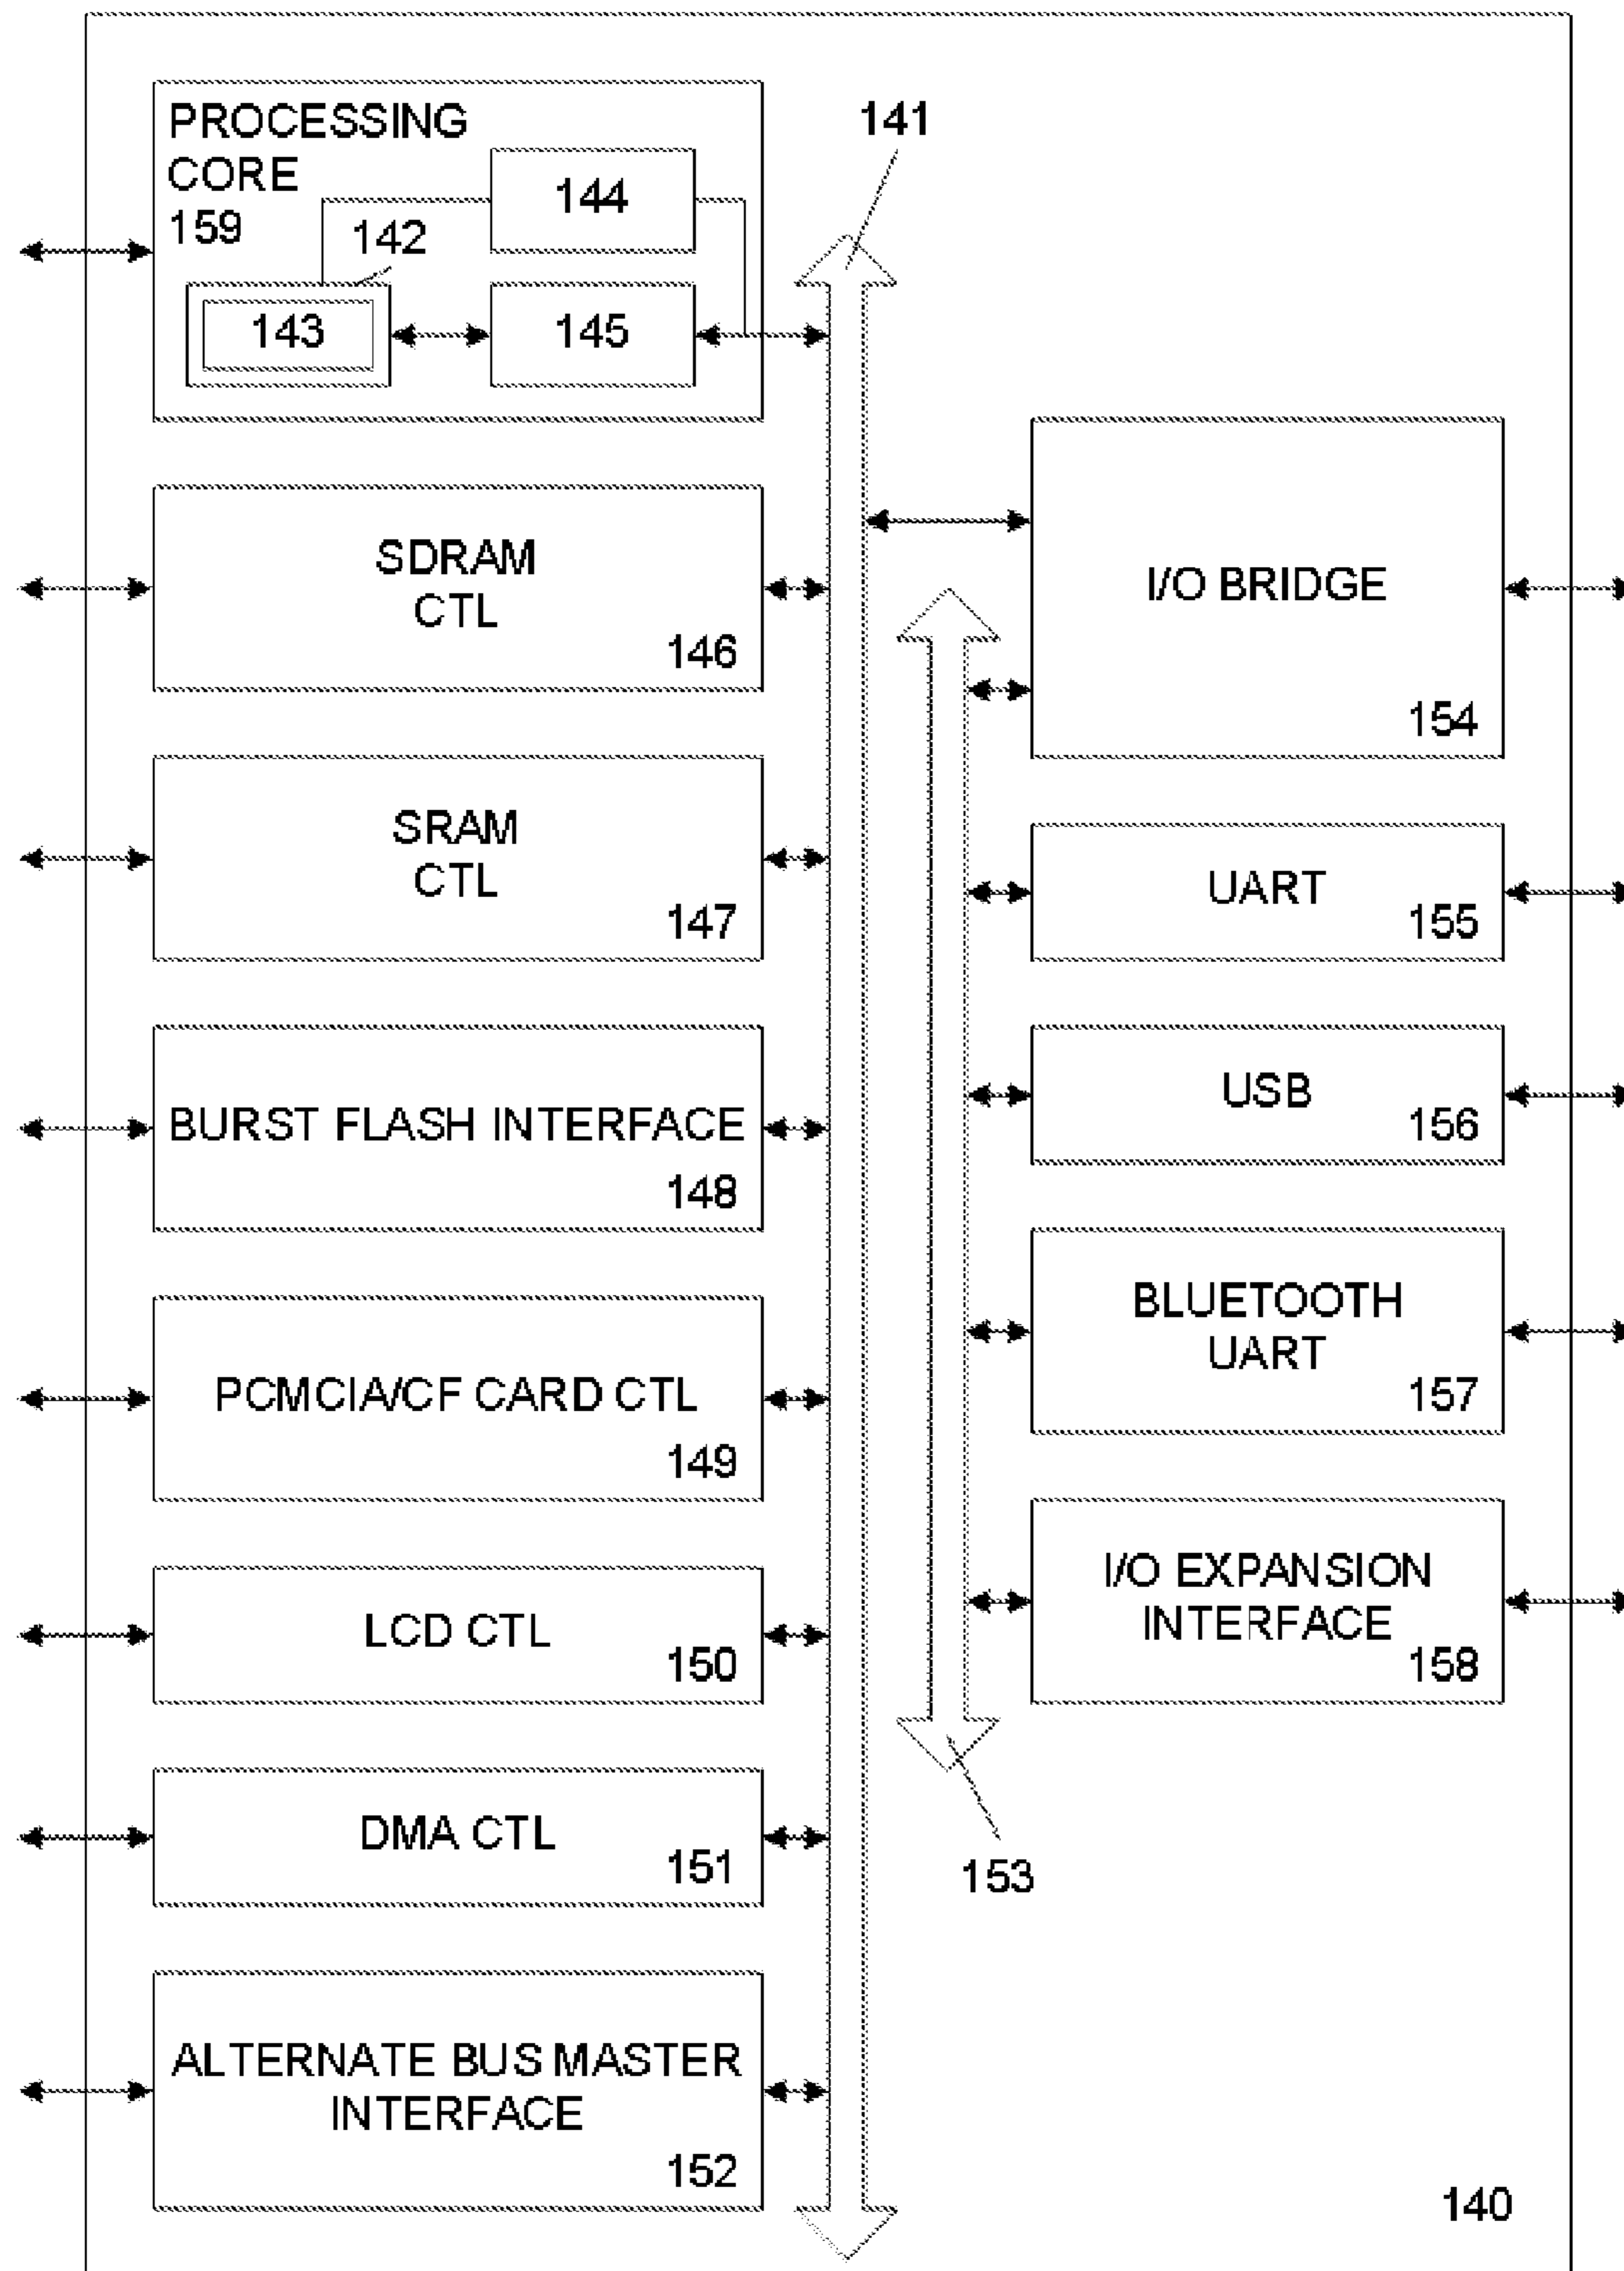 PROCESSING
CORE
159
142
144
143
145
141
SDRAM
CTL
146
SRAM
CTL
147
BURST FLASH INTERFACE
148
PCMCIA/CF CARD CTL
149
LCD CTL
150
DMA CTL
151
ALTERNATE BUS MASTER
INTERFACE
152
I/O BRIDGE
154
UART
155
USB
156
BLUETOOTH
UART
157
I/O EXPANSION
INTERFACE
158
153
140